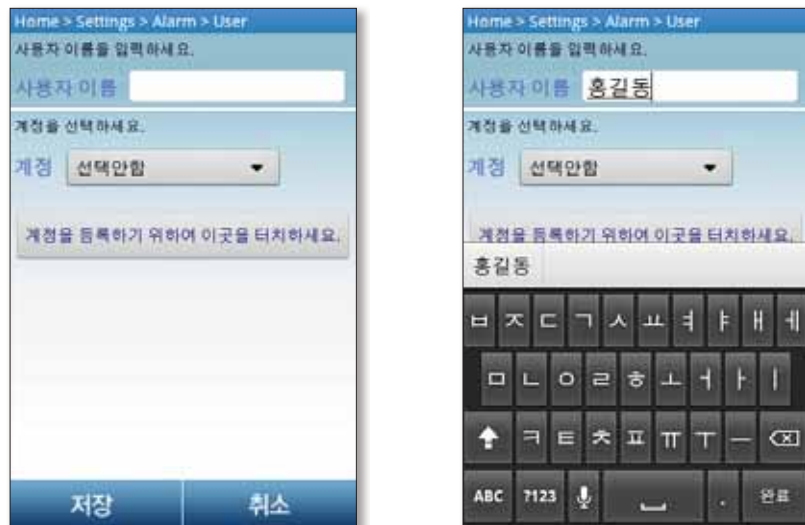 Home > Settings > Alarm > User
사용자 이름을 입력하세요.
사용자 이름
계정을 선택하세요.
계정 선택안함
계정을 등록하기 위하여 이곳을 터치하세요.
저장 취소
Home > Settings > Alarm > User
사용자 이름을 입력하세요.
사용자 이름 홍길동
계정을 선택하세요.
계정 선택안함
계정을 등록하기 위하여 이곳을 터치하세요.
홍길동
ㅂ ㅈ ㄷ ㄱ ㅅ ㅛ ㅕ ㅑ ㅐ ㅔ
ㅁ ㄴ ㅇ ㄹ ㅎ ㅗ ㅓ ㅏ ㅣ
ㅋ ㅌ ㅊ ㅍ ㅠ ㅜ ㅡ
ABC ?123 . 완료